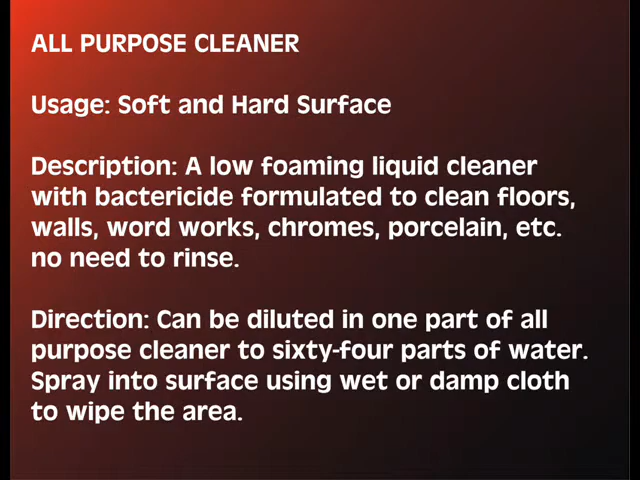 ALL PURPOSE CLEANER
Usage: Soft and Hard Surface
Description: A low foaming liquid cleaner
with bactericide formulated to clean floors,
walls, word works, chromes, porcelain, etc.
no need to rinse.
Direction: Can be diluted in one part of all
purpose cleaner to sixty-four parts of water.
Spray into surface using wet or damp cloth
to wipe the area.